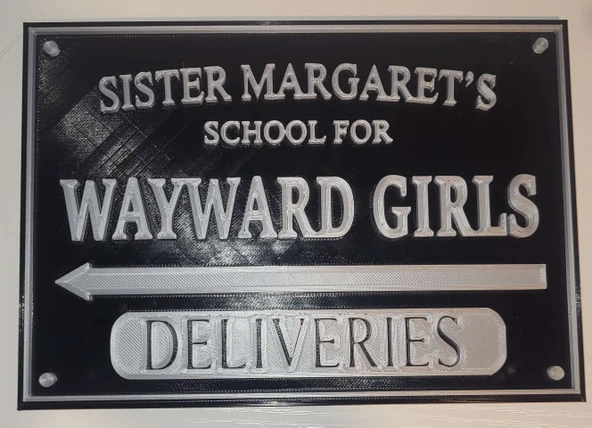 SISTER MARGARET'S
SCHOOL FOR
WAYWARD GIRLS
DELIVERIES